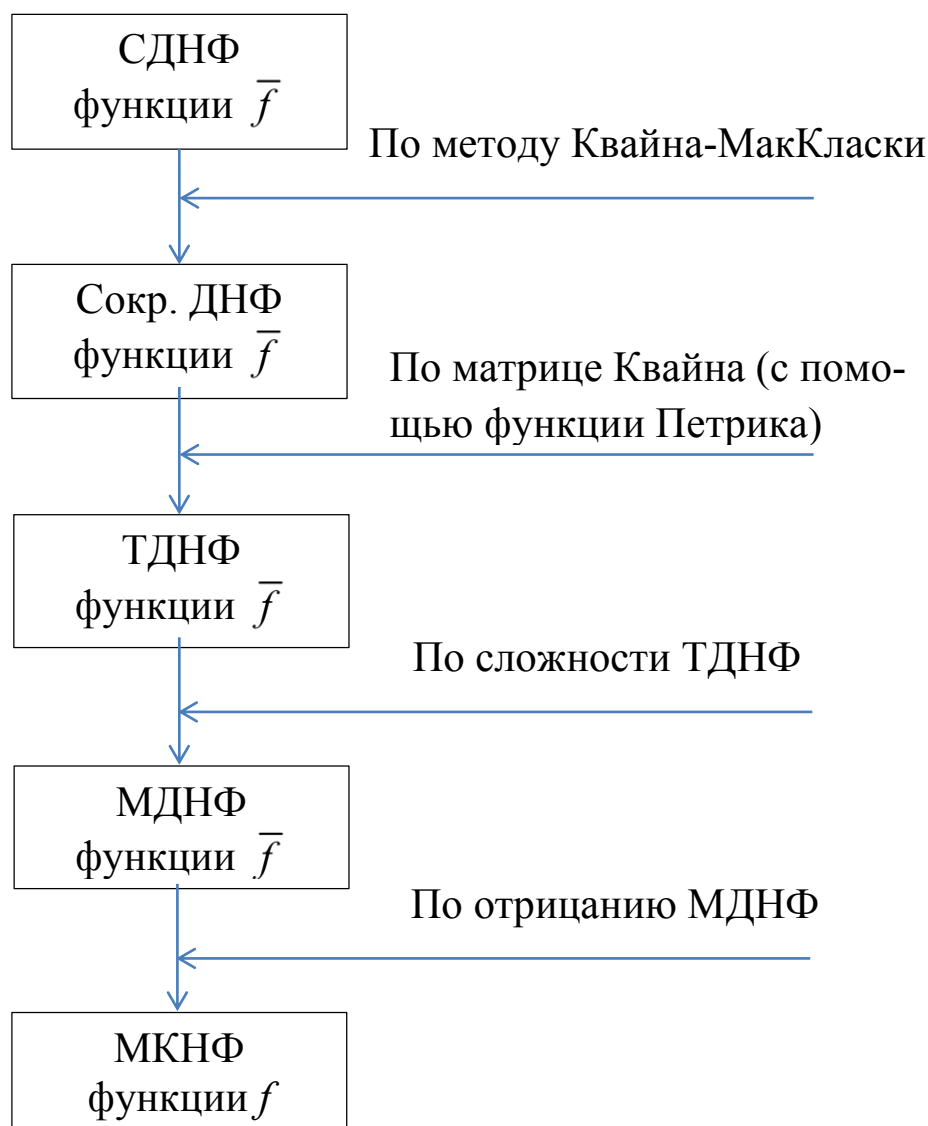 СДНФ
функции f̅
По методу Квайна-МакКласки
Сокр. ДНФ
функции f̅
По матрице Квайна (с помо-
щью функции Петрика)
ТДНФ
функции f̅
По сложности ТДНФ
МДНФ
функции f̅
По отрицанию МДНФ
МКНФ
функции f